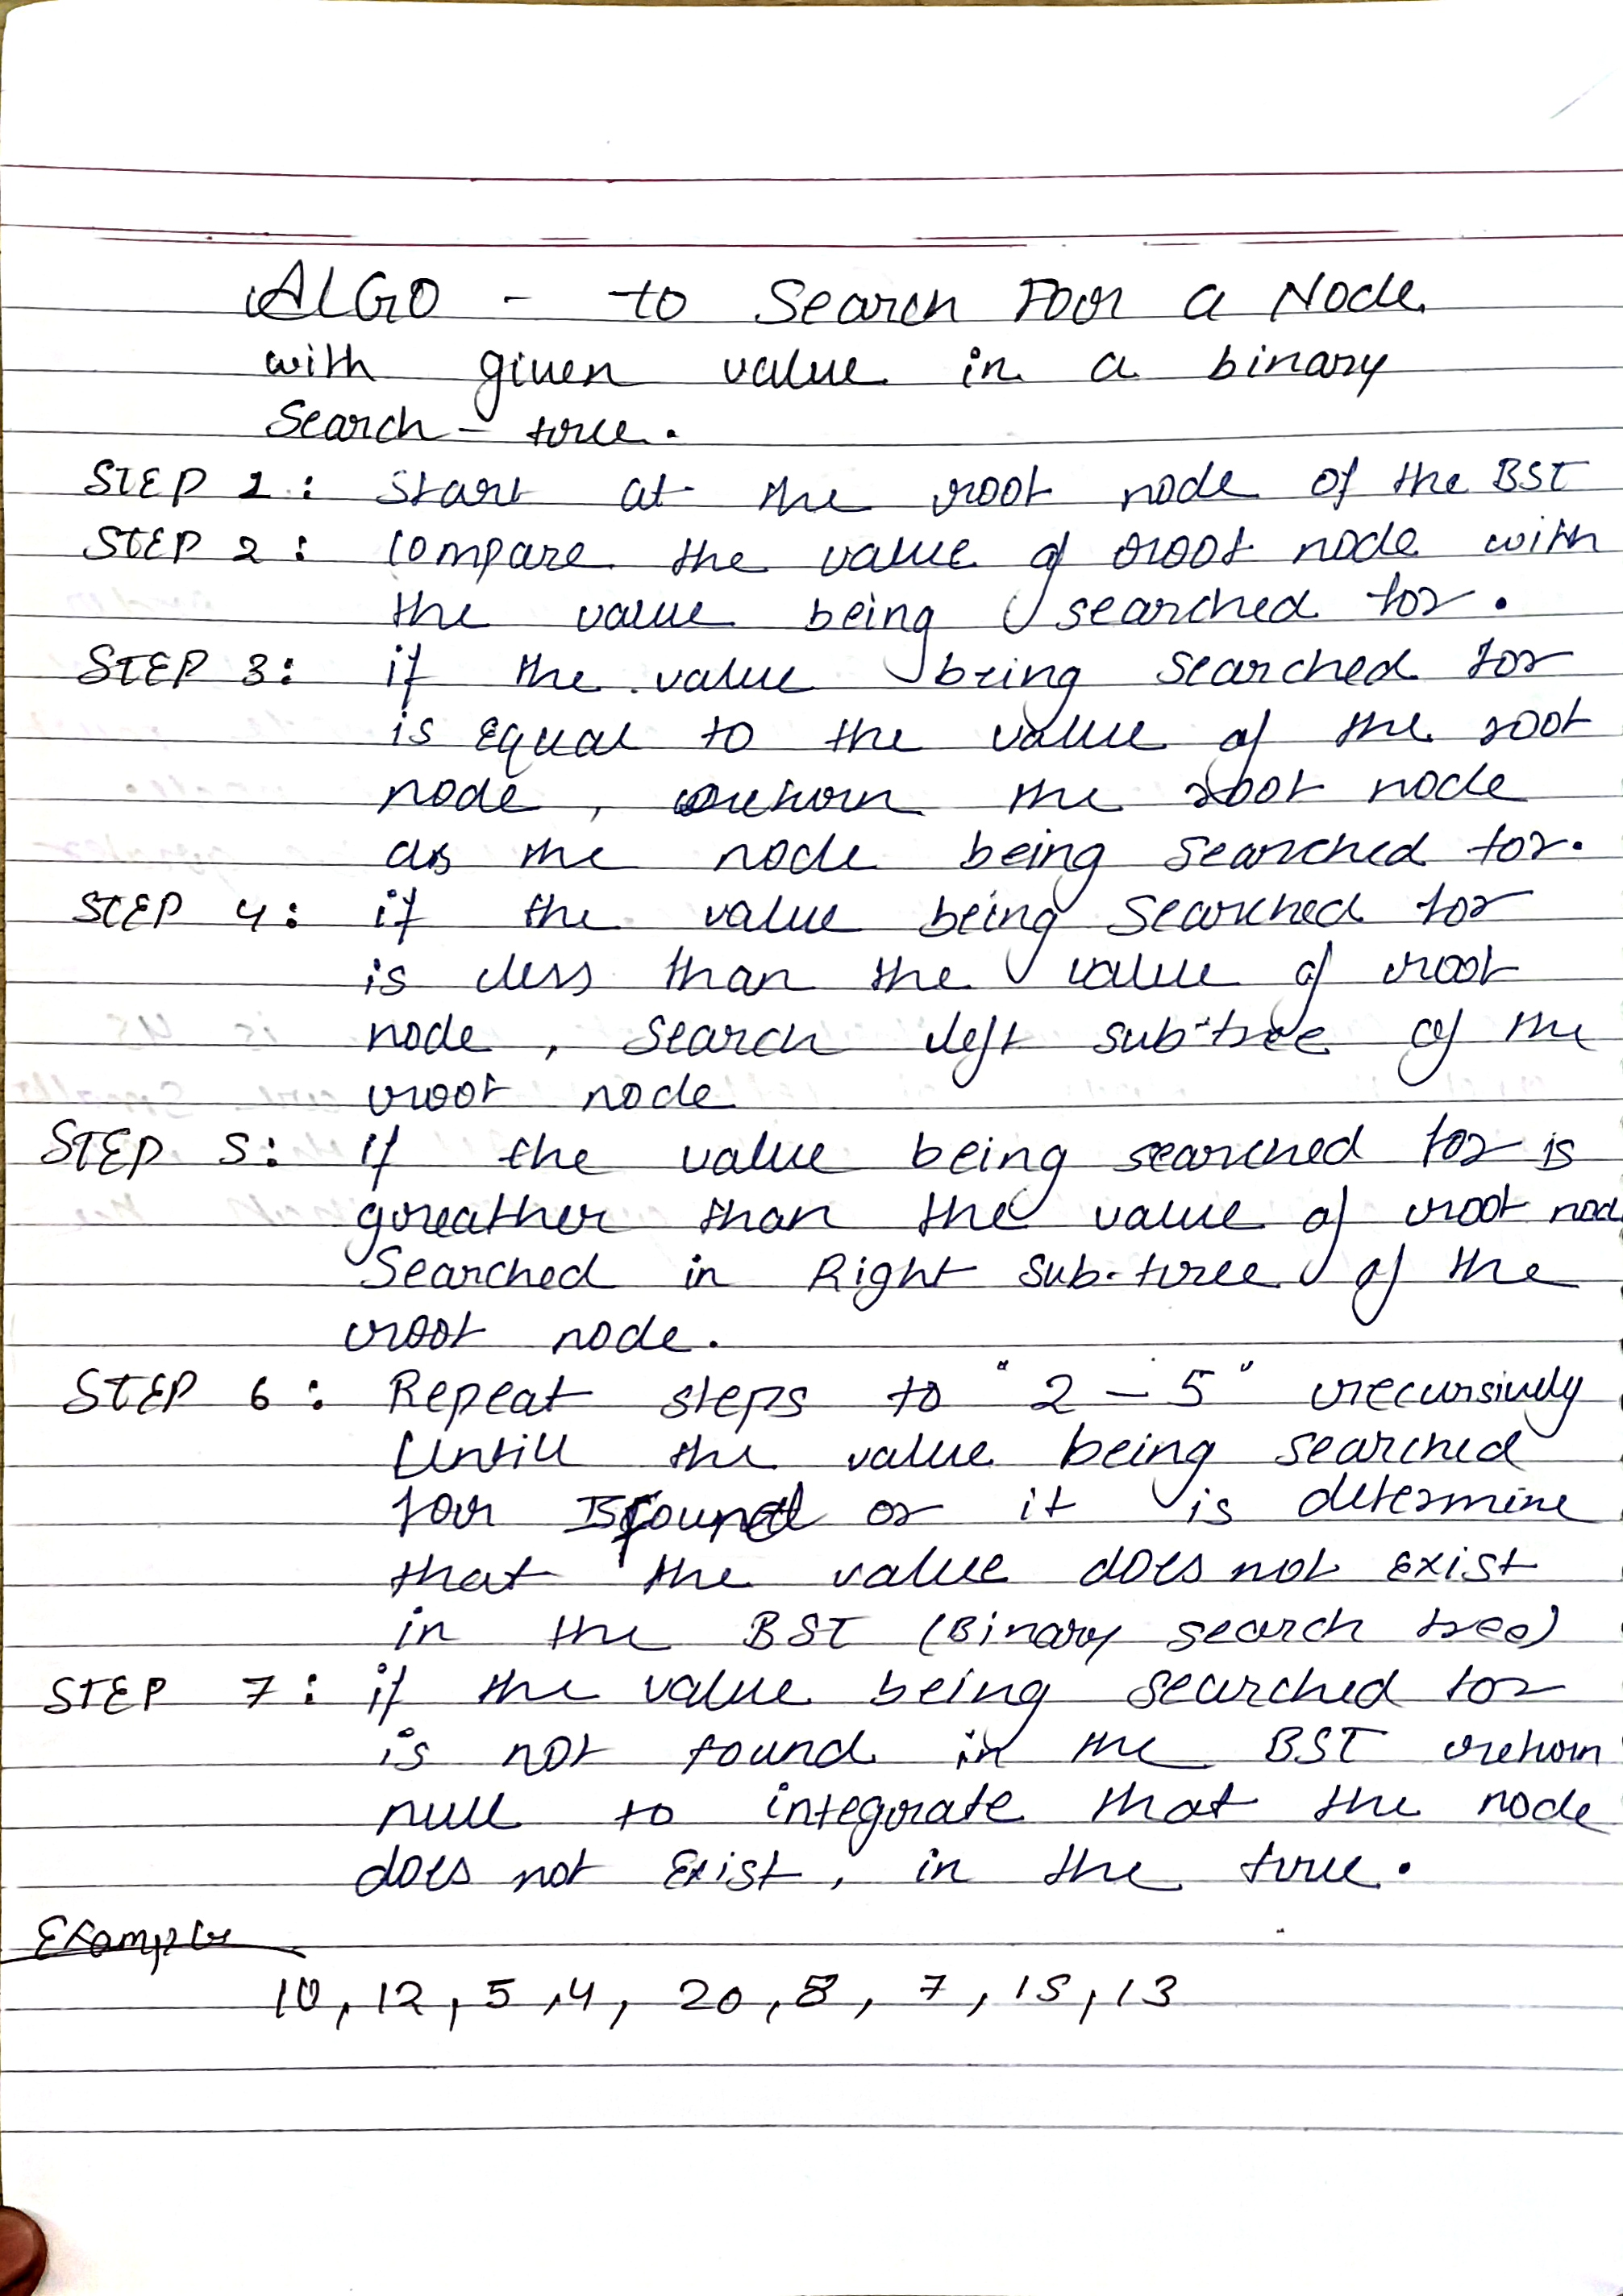 ALGO - to Search Foor a Node
with given value in a binary
Search - tree.
STEP 1 : Start at the root node of the BST
STEP 2 : Compare the value of root node with
the value being searched for.
STEP 3: if the value being searched for
is Equal to the value of the root
node, return the root node
as the node being searched for.
STEP 4: if the value being searched for
is less than the value of root
node, search left sub-tree of the
root node
STEP 5: if the value being searched for is
greather than the value of root nod
Searched in Right sub-tree of the
root node.
STEP 6 : Repeat steps to "2 - 5" recursively
Untill the value being searched
for Is found or it is determine
that the value does not Exist
in the BST (Binary search tree)
STEP 7 : if the value being searched for
is not found in the BST return
null to integrate that the node
does not Exist, in the tree.
Example
10, 12, 5, 4, 20, 8, 7, 15, 13